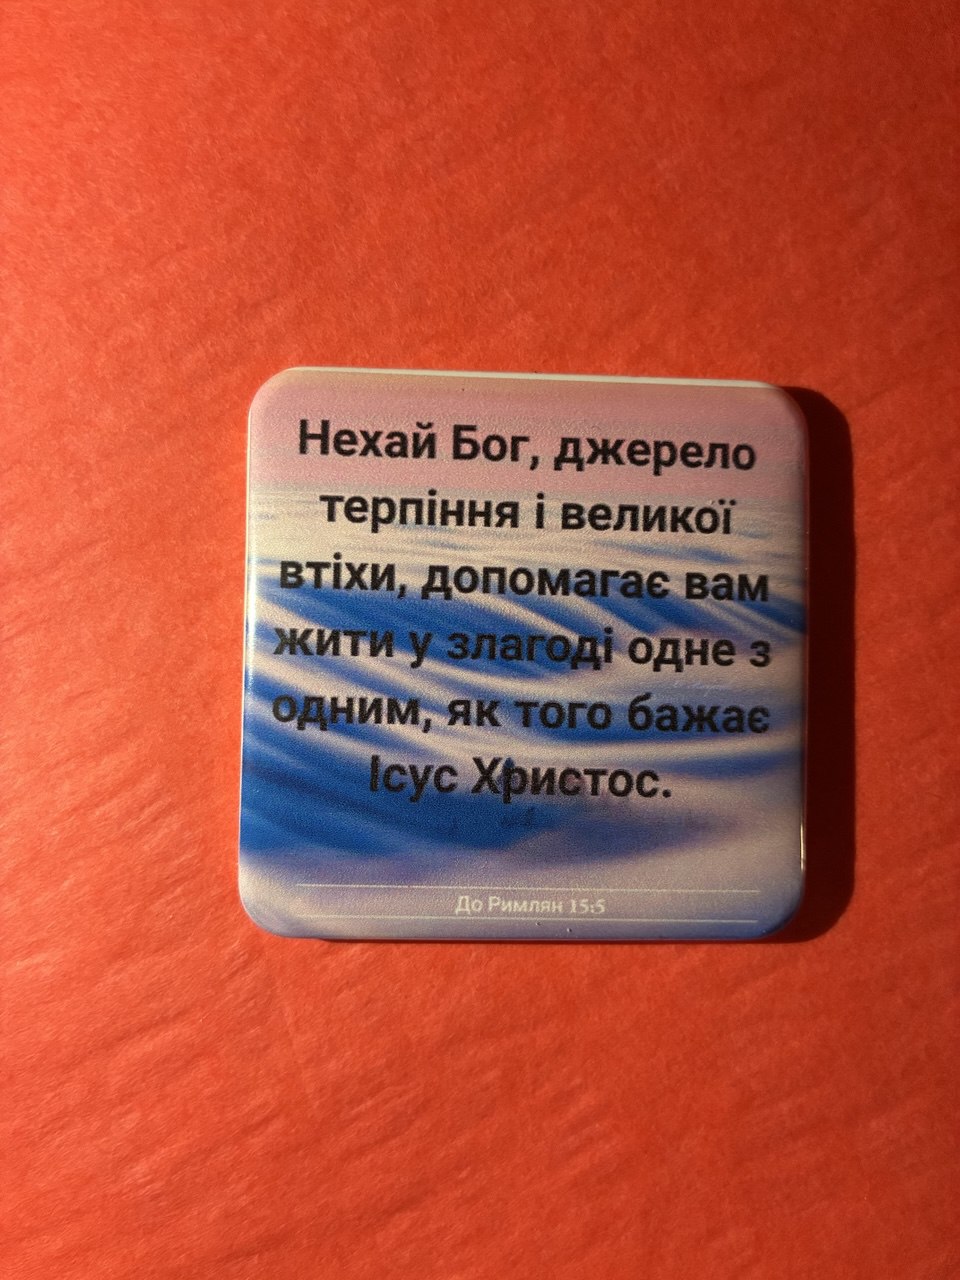 Нехай Бог, джерело
терпіння і великої
втіхи, допомагає вам
жити у злагоді одне з
одним, як того бажає
Ісус Христос.
До Римлян 15:5